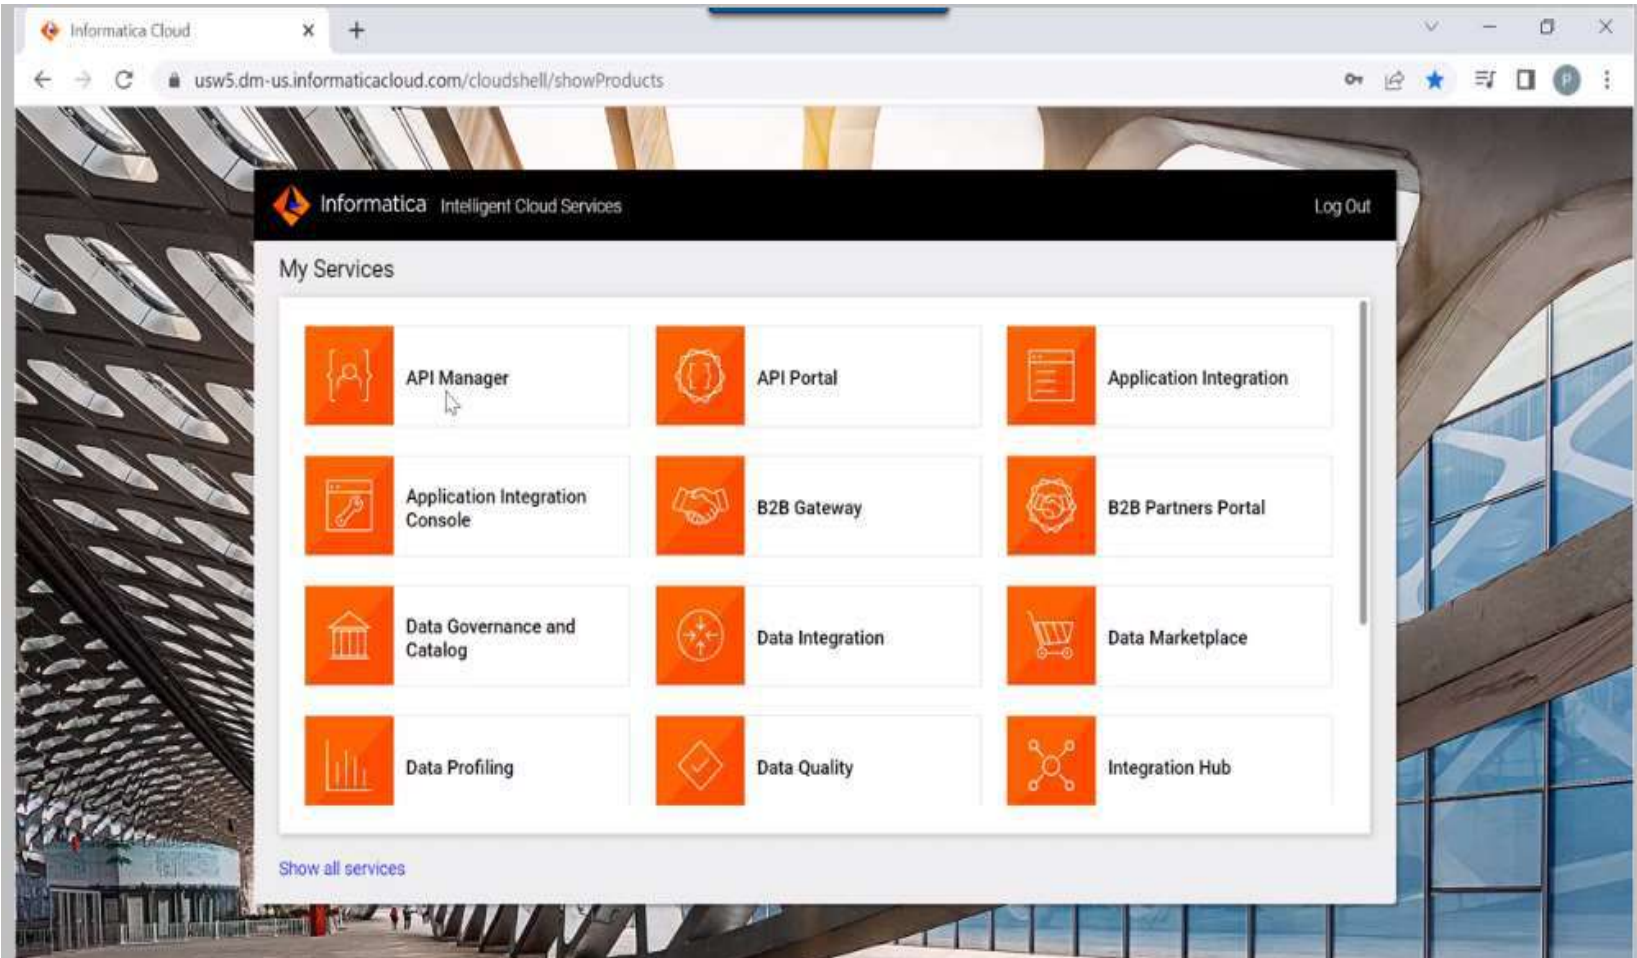 Informatica Cloud
usw5.dm-us.informaticacloud.com/cloudshell/showProducts
P
Informatica Intelligent Cloud Services
Log Out
My Services
API Manager
API Portal
Application Integration
Application Integration
Console
B2B Gateway
B2B Partners Portal
Data Governance and
Catalog
Data Integration
Data Marketplace
Data Profiling
Data Quality
Integration Hub
Show all services